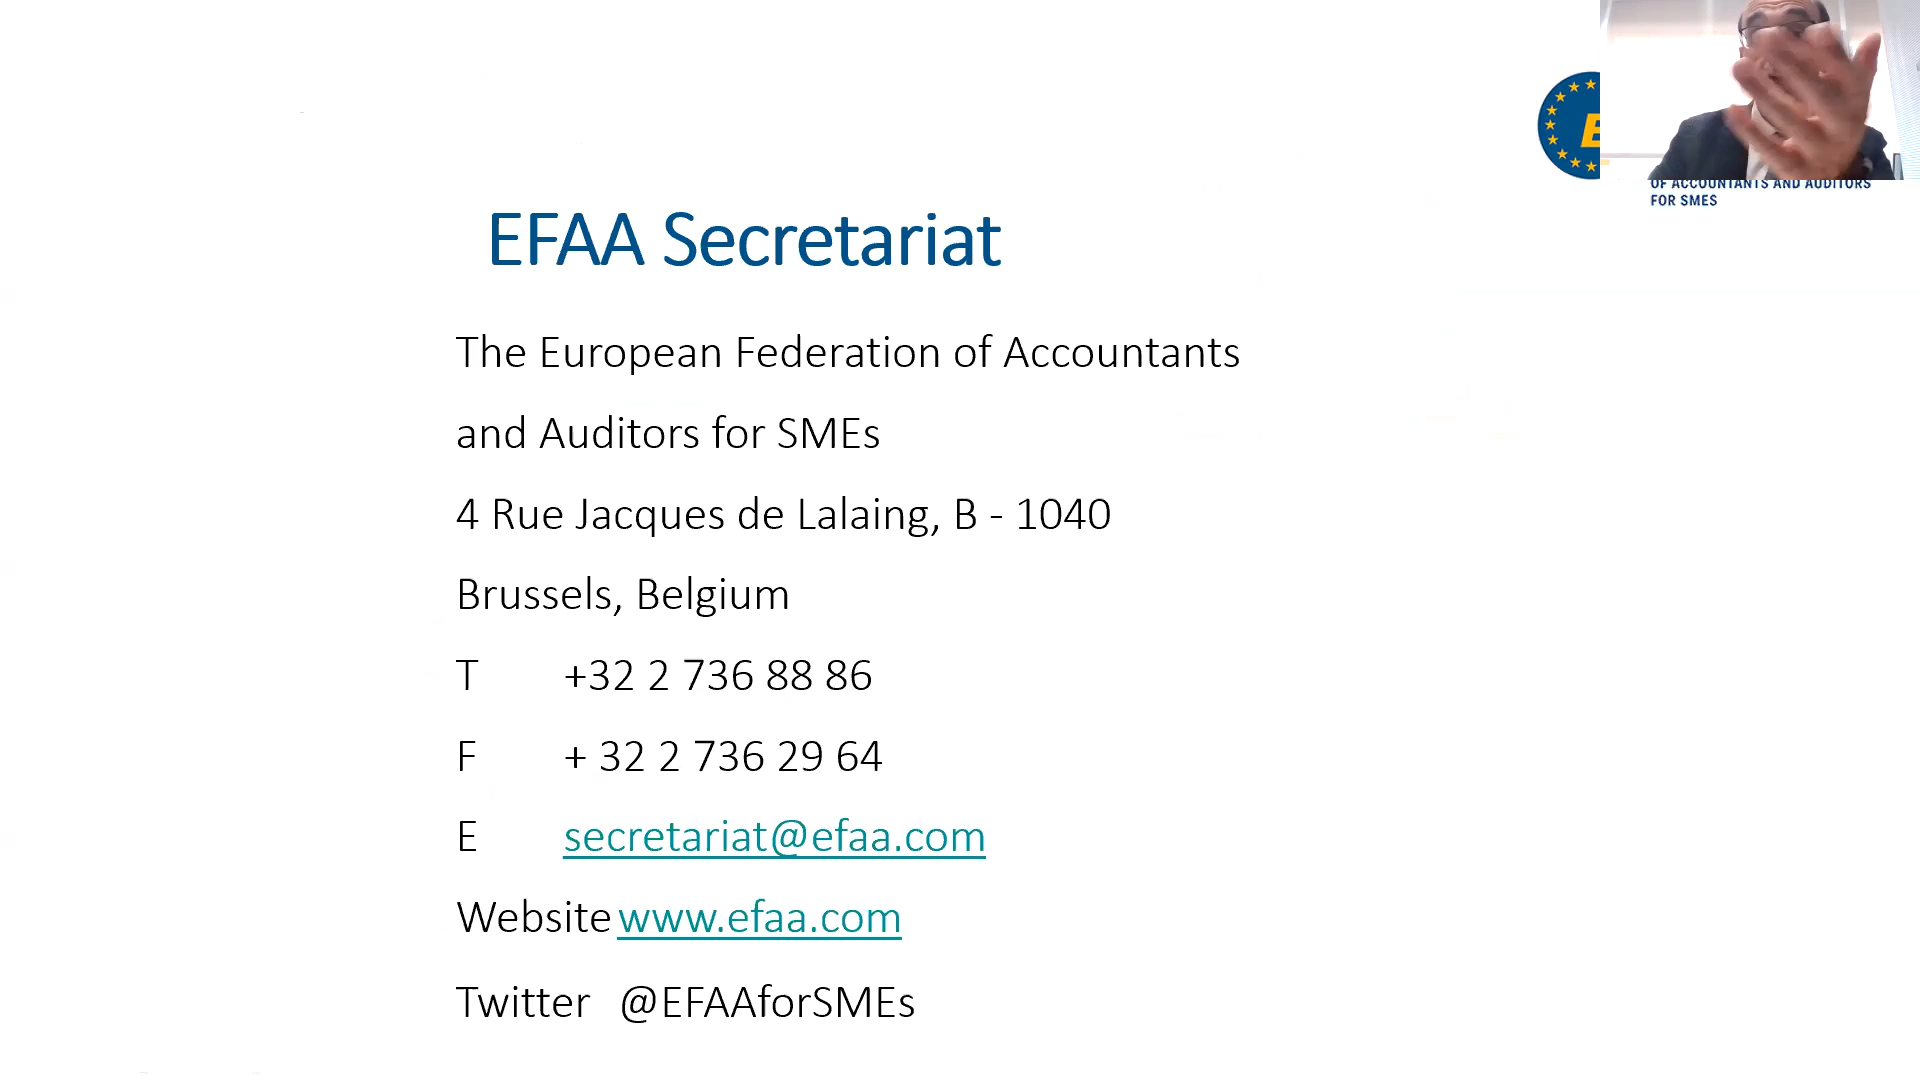 OF ACCOUNTANTS AND AUDITORS
FOR SMES
EFAA Secretariat
The European Federation of Accountants
and Auditors for SMEs
4 Rue Jacques de Lalaing, B - 1040
Brussels, Belgium
T +32 2 736 88 86
F + 32 2 736 29 64
E secretariat@efaa.com
Website www.efaa.com
Twitter @EFAAforSMEs